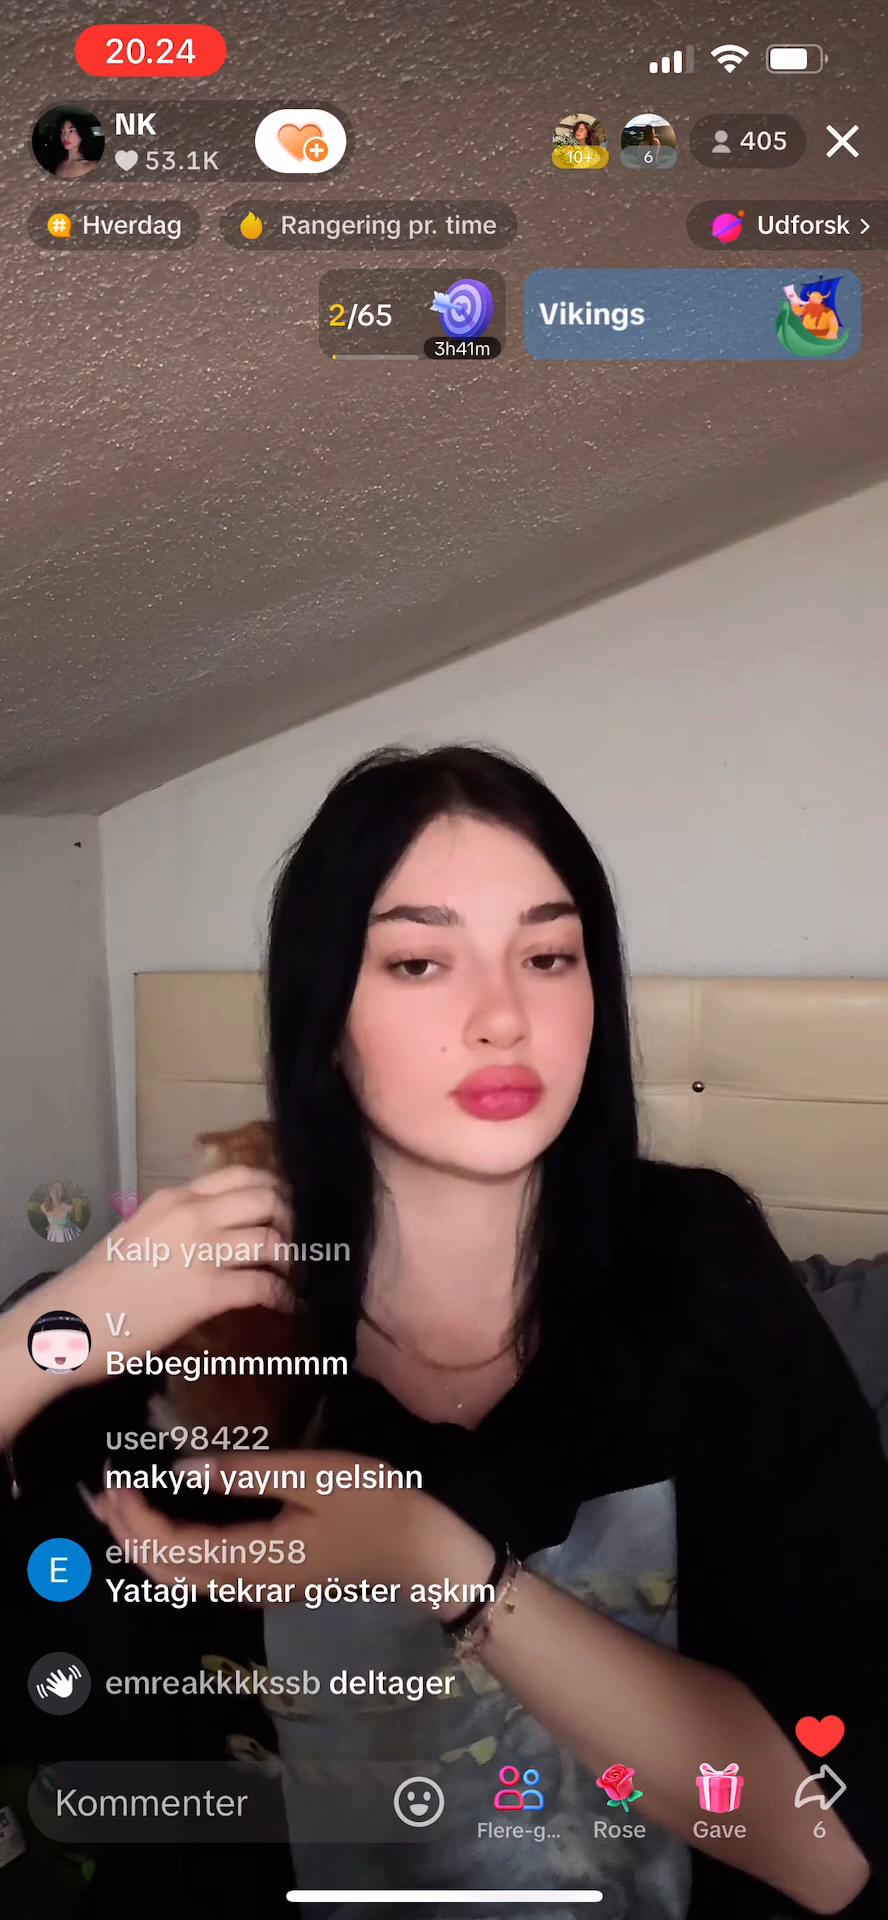 20.24
NK
53.1K
10+
6
405
Hverdag
Rangering pr. time
Udforsk >
2/65
3h41m
Vikings
Kalp yapar mısın
V.
Bebegimmmmm
user98422
makyaj yayını gelsinn
E
elifkeskin958
Yatağı tekrar göster aşkım
emreakkkkssb deltager
Kommenter
Flere-g...
Rose
Gave
6